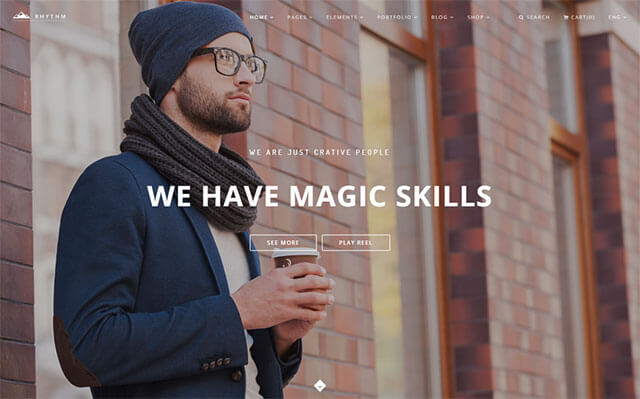 RHYTHM
HOME PAGES ELEMENTS PORTFOLIO BLOG SHOP SEARCH CART(0) ENG
WE ARE JUST CRATIVE PEOPLE
WE HAVE MAGIC SKILLS
SEE MORE PLAY REEL